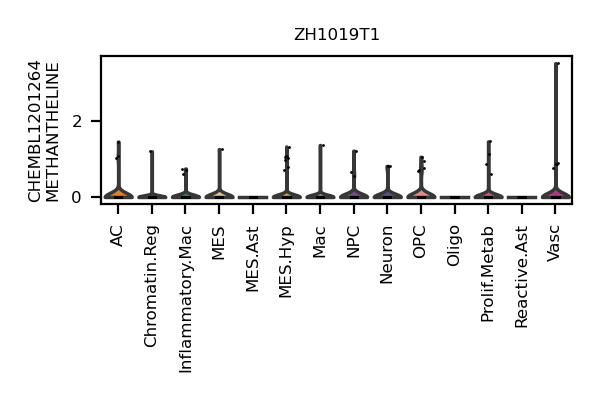 ZH1019T1
CHEMBL1201264
METHANTHELINE
2
0
AC
Chromatin.Reg
Inflammatory.Mac
MES
MES.Ast
MES.Hyp
Mac
NPC
Neuron
OPC
Oligo
Prolif.Metab
Reactive.Ast
Vasc